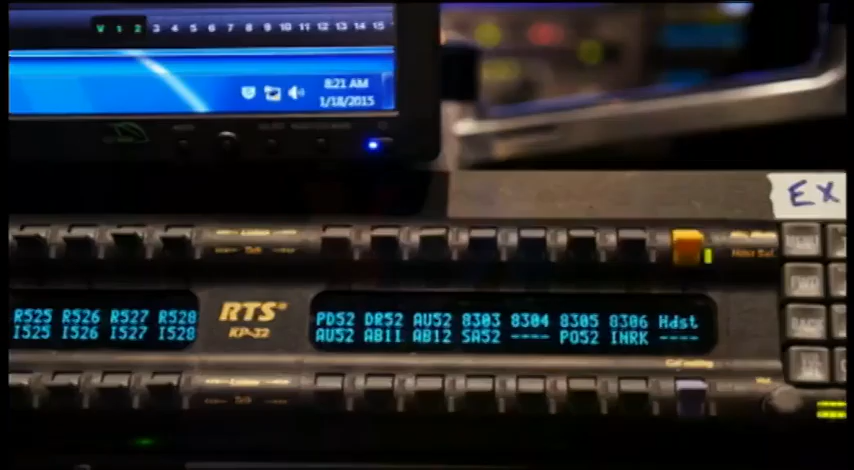 V 1 2 3 4 5 6 7 8 9 10 11 12 13 14 15
8:21 AM
1/18/2015
EX
Talk
R525 R526 R527 R528
I525 I526 I527 I528
RTS
KP-32
PD52 DR52 AU52 8303 8304 8305 8306 Hdst
AU52 AB11 AB12 SA52 ---- PO52 INRK ----
Talk